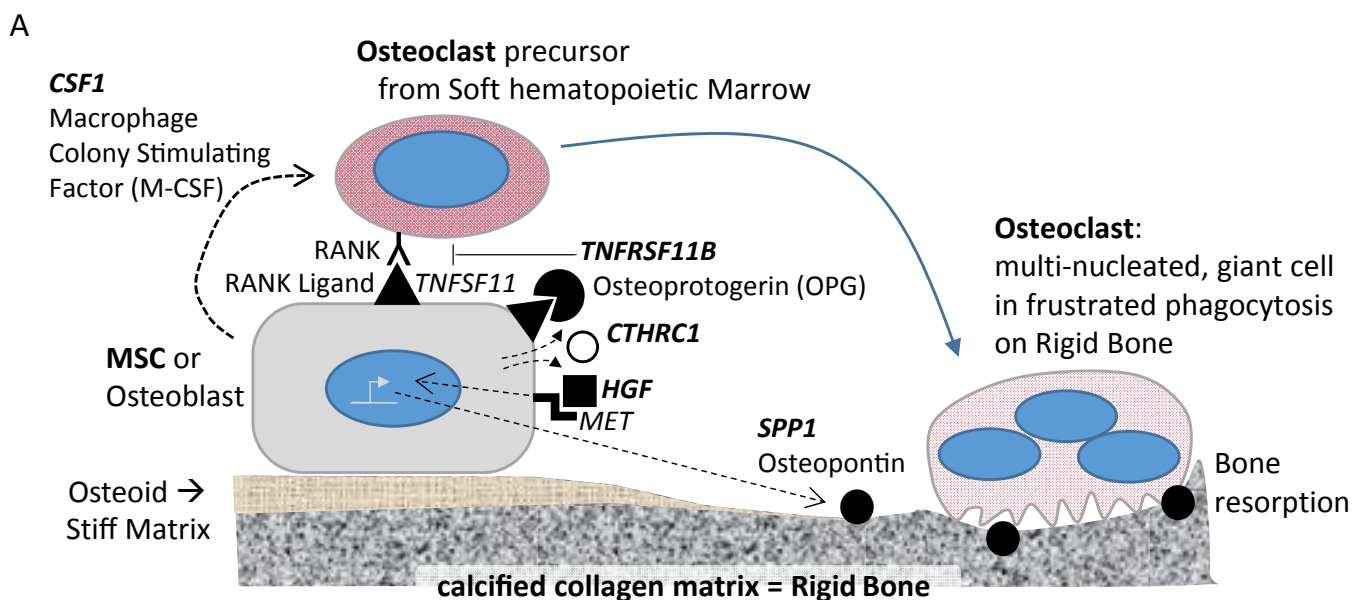 A
Osteoclast precursor
from Soft hematopoietic Marrow
CSF1
Macrophage
Colony Stimulating
Factor (M-CSF)
RANK
RANK Ligand
TNFSF11
TNFRSF11B
Osteoprotogerin (OPG)
CTHRC1
HGF
MET
MSC or
Osteoblast
Osteoclast:
multi-nucleated, giant cell
in frustrated phagocytosis
on Rigid Bone
SPP1
Osteopontin
Bone
resorption
Osteoid →
Stiff Matrix
calcified collagen matrix = Rigid Bone